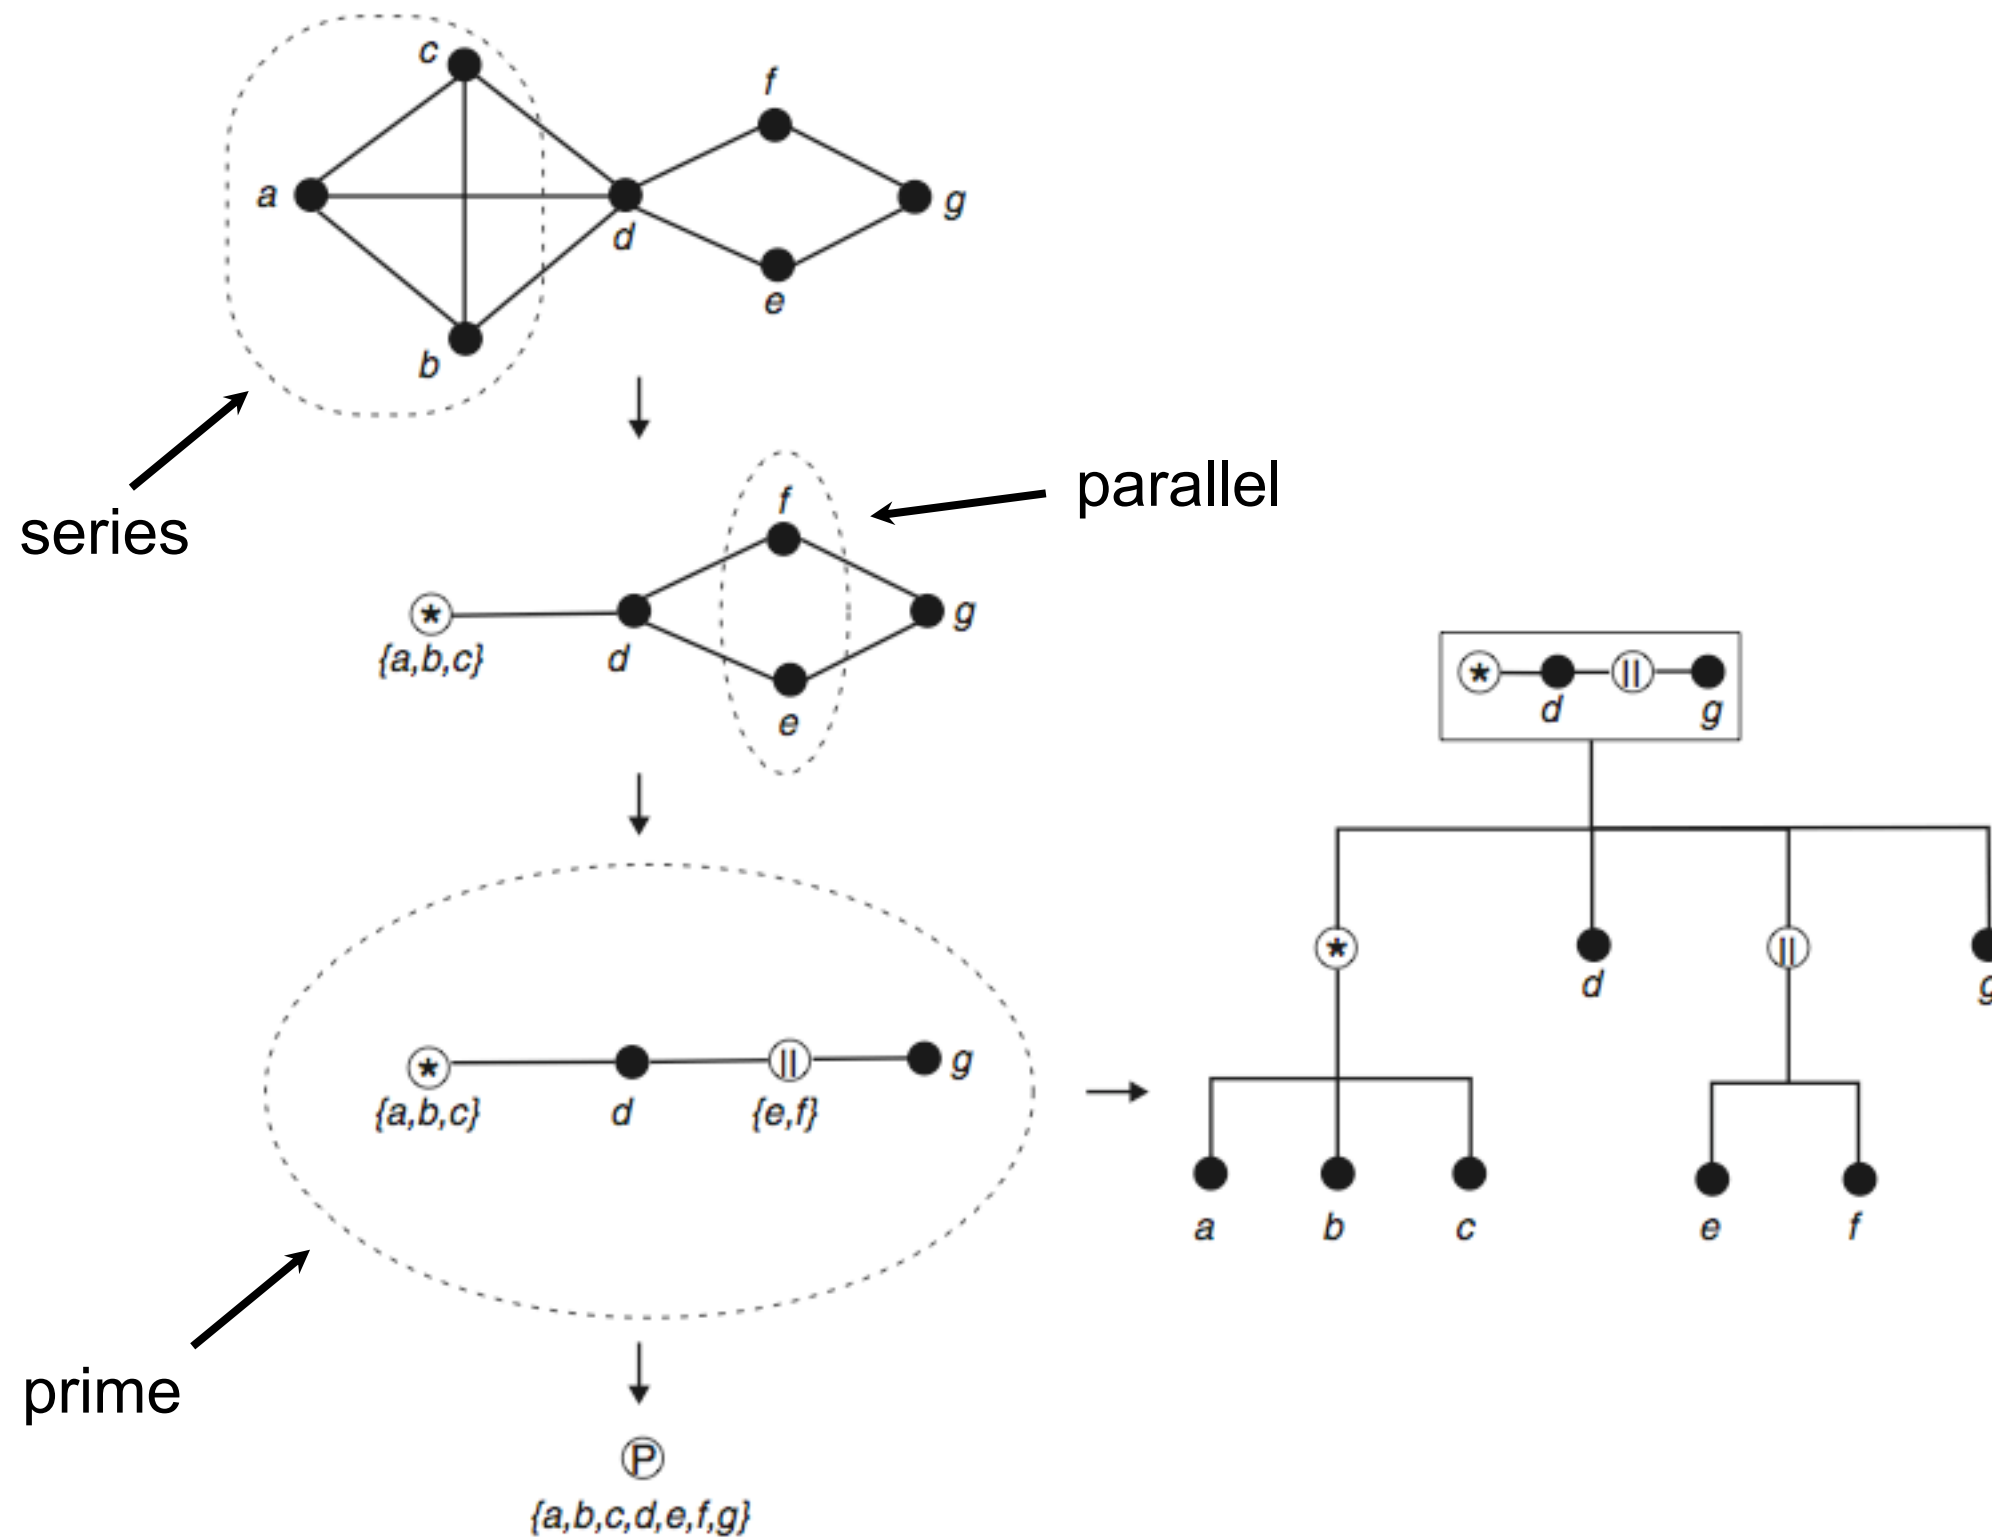 c
f
a
g
d
e
b
series
parallel
f
*
g
{a,b,c}
d
e
* ||
d g
* || g
{a,b,c} d {e,f}
* ||
d g
a b c e f
prime
P
{a,b,c,d,e,f,g}